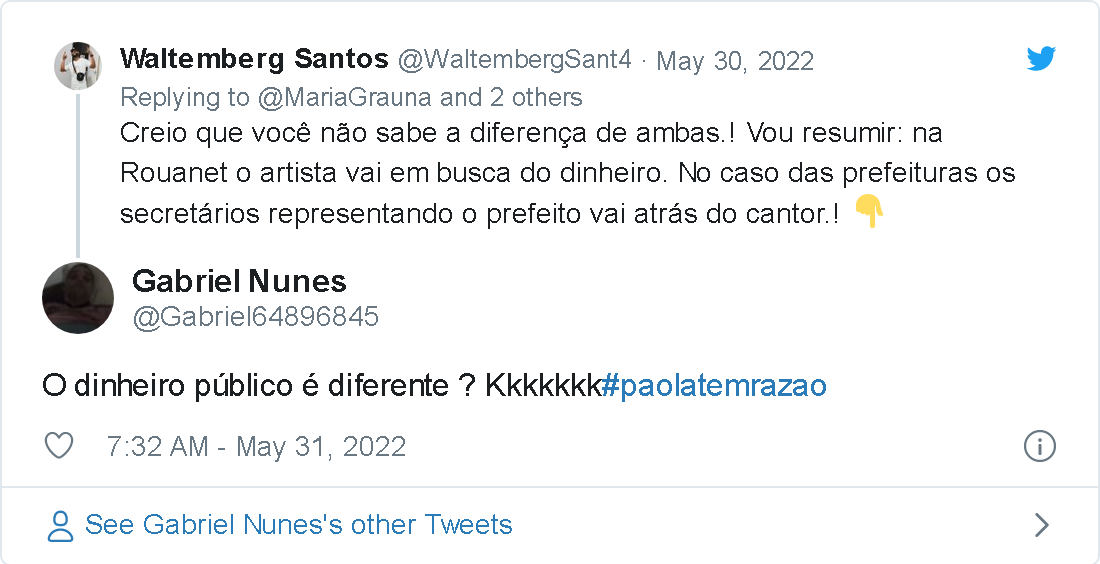 Waltemberg Santos @WaltembergSant4 · May 30, 2022
Replying to @MariaGrauna and 2 others
Creio que você não sabe a diferença de ambas.! Vou resumir: na
Rouanet o artista vai em busca do dinheiro. No caso das prefeituras os
secretários representando o prefeito vai atrás do cantor.! 👇
Gabriel Nunes
@Gabriel64896845
O dinheiro público é diferente ? Kkkkkkk#paolatemrazao
7:32 AM - May 31, 2022
See Gabriel Nunes's other Tweets